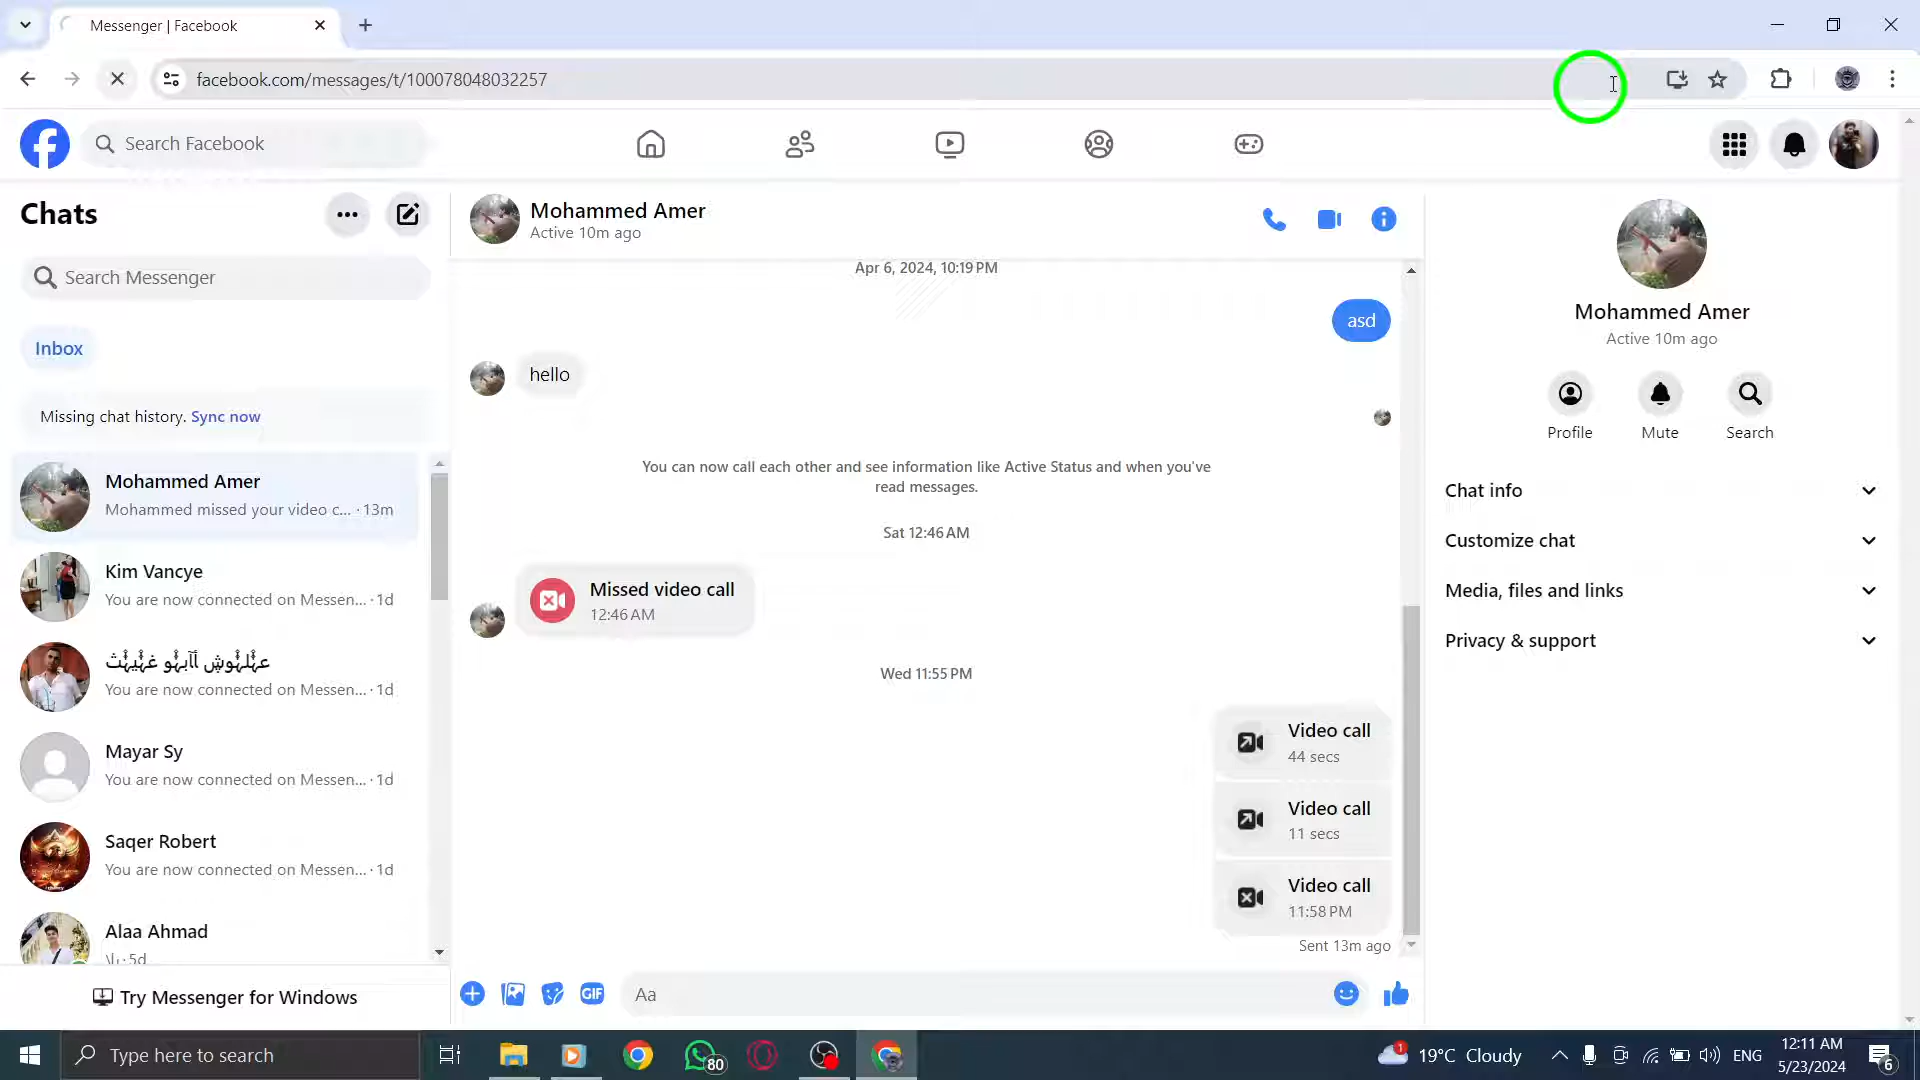 Messenger | Facebook
facebook.com/messages/t/100078048032257
Search Facebook
Chats
Search Messenger
Inbox
Missing chat history. Sync now
Mohammed Amer
Mohammed missed your video c... · 13m
Kim Vancye
You are now connected on Messen... · 1d
You are now connected on Messen... · 1d
Mayar Sy
You are now connected on Messen... · 1d
Saqer Robert
You are now connected on Messen... · 1d
Alaa Ahmad
· 5d
Try Messenger for Windows
Mohammed Amer
Active 10m ago
Apr 6, 2024, 10:19 PM
asd
hello
You can now call each other and see information like Active Status and when you've
read messages.
Sat 12:46 AM
Missed video call
12:46 AM
Wed 11:55 PM
Video call
44 secs
Video call
11 secs
Video call
11:58 PM
Sent 13m ago
GIF
Aa
Mohammed Amer
Active 10m ago
Profile
Mute
Search
Chat info
Customize chat
Media, files and links
Privacy & support
Type here to search
80
1
19°C Cloudy
ENG
12:11 AM
5/23/2024
6